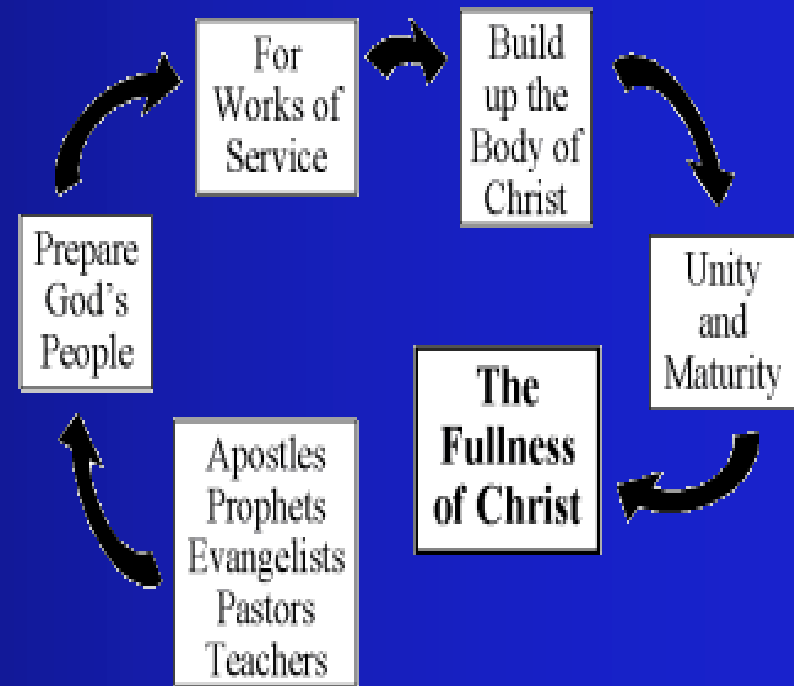 For
Works of
Service
Build
up the
Body of
Christ
Prepare
God's
People
Unity
and
Maturity
The
Fullness
of Christ
Apostles
Prophets
Evangelists
Pastors
Teachers